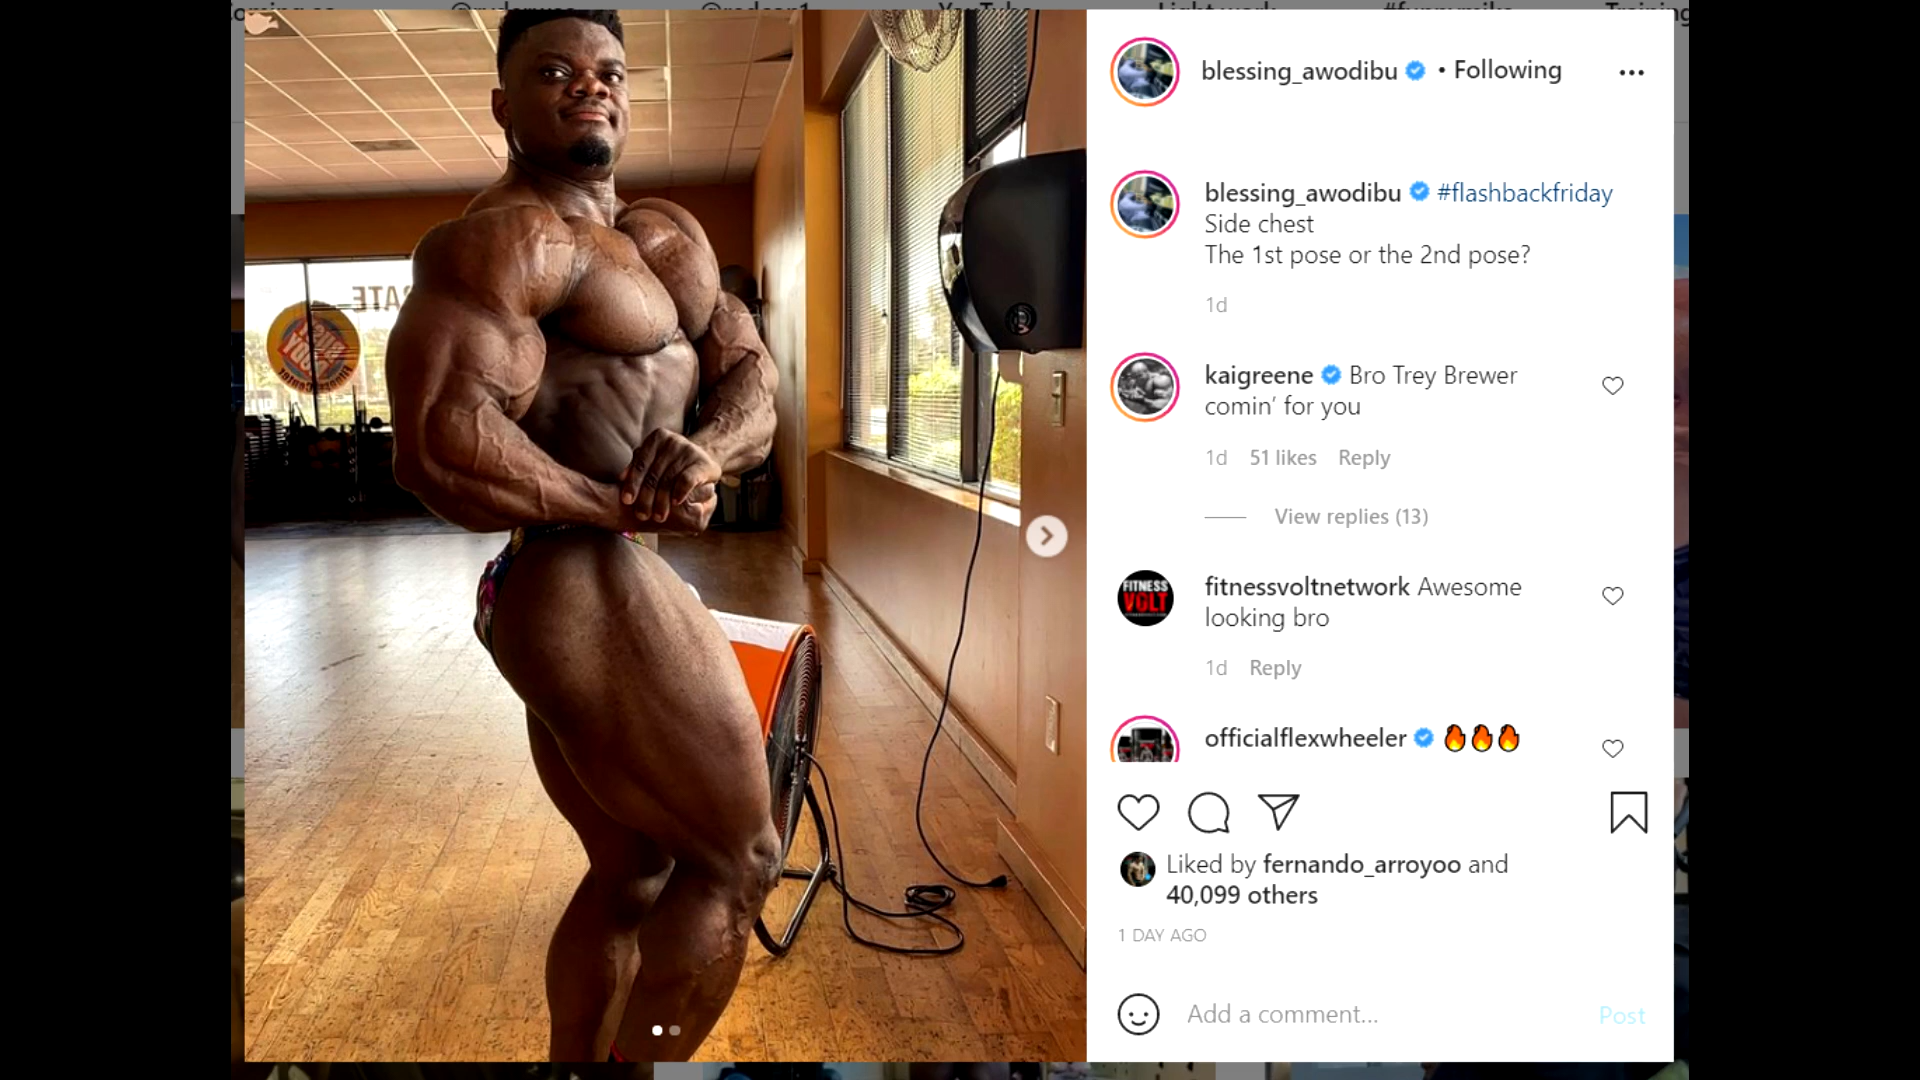 blessing_awodibu • Following
blessing_awodibu #flashbackfriday
Side chest
The 1st pose or the 2nd pose?
1d
kaigreene Bro Trey Brewer
comin’ for you
1d 51 likes Reply
View replies (13)
FITNESS
VOLT
fitnessvoltnetwork Awesome
looking bro
1d Reply
officialflexwheeler 🔥🔥🔥
Liked by fernando_arroyoo and
40,099 others
1 DAY AGO
Add a comment...
Post